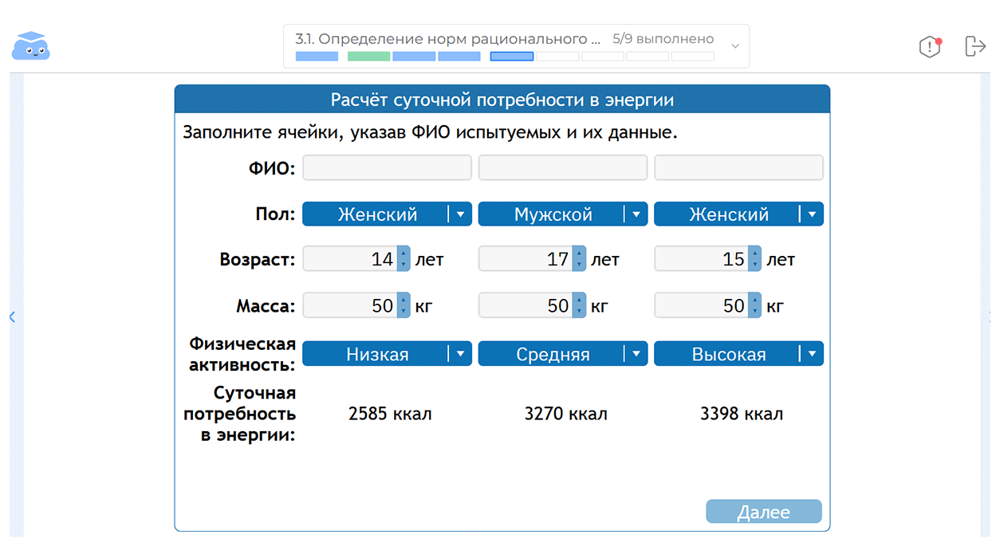 3.1. Определение норм рационального ... 5/9 выполнено
Расчёт суточной потребности в энергии
Заполните ячейки, указав ФИО испытуемых и их данные.
ФИО:
Пол: Женский Мужской Женский
Возраст: 14 лет 17 лет 15 лет
Масса: 50 кг 50 кг 50 кг
Физическая
активность: Низкая Средняя Высокая
Суточная
потребность 2585 ккал 3270 ккал 3398 ккал
в энергии:
Далее